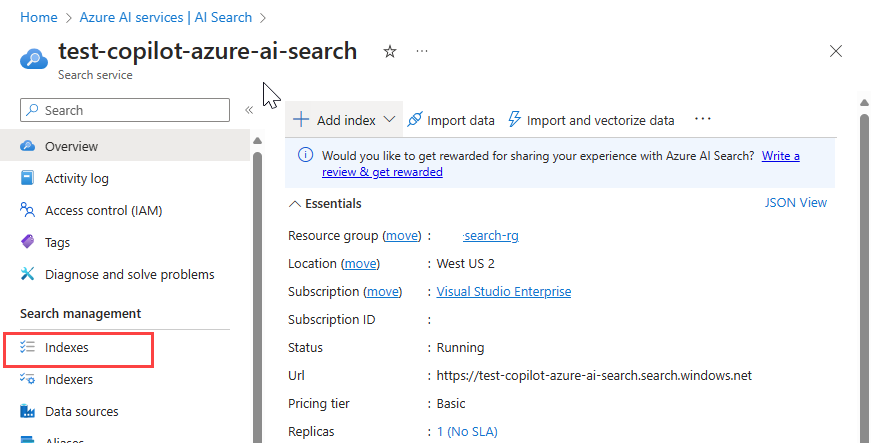 Home > Azure AI services | AI Search >
test-copilot-azure-ai-search
Search service
Search
Overview
Activity log
Access control (IAM)
Tags
Diagnose and solve problems
Search management
Indexes
Indexers
Data sources
Aliases
Add index
Import data
Import and vectorize data
Would you like to get rewarded for sharing your experience with Azure AI Search? Write a
review & get rewarded
Essentials
JSON View
Resource group (move) : -search-rg
Location (move) : West US 2
Subscription (move) : Visual Studio Enterprise
Subscription ID :
Status : Running
Url : https://test-copilot-azure-ai-search.search.windows.net
Pricing tier : Basic
Replicas : 1 (No SLA)